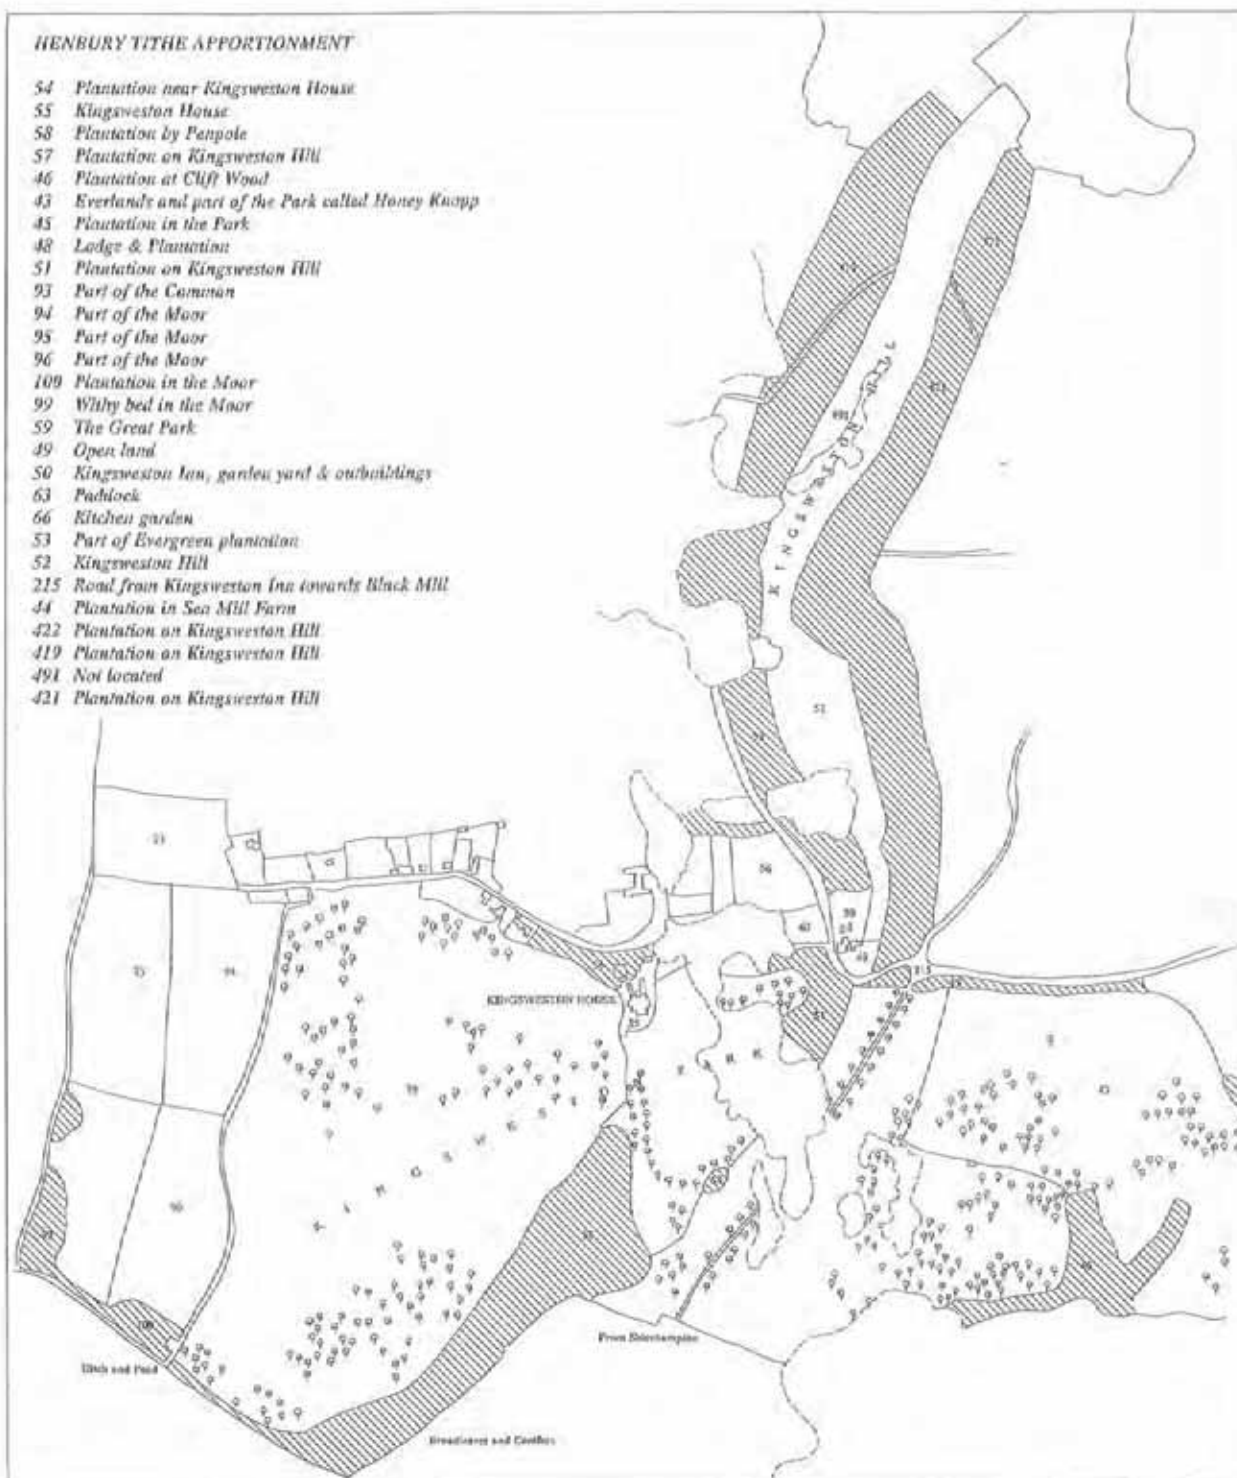 HENBURY TITHE APPORTIONMENT
54 Plantation near Kingsweston House
55 Kingsweston House
58 Plantation by Penpole
57 Plantation on Kingsweston Hill
46 Plantation at Clift Wood
43 Everlands and part of the Park called Honey Knapp
45 Plantation in the Park
48 Lodge & Plantation
51 Plantation on Kingsweston Hill
93 Part of the Common
94 Part of the Moor
95 Part of the Moor
96 Part of the Moor
100 Plantation in the Moor
99 Withy bed in the Moor
59 The Great Park
49 Open land
50 Kingsweston Inn, garden yard & outbuildings
63 Paddock
66 Kitchen garden
53 Part of Evergreen plantation
52 Kingsweston Hill
215 Road from Kingsweston Inn towards Black Mill
44 Plantation in Sea Mill Farm
422 Plantation on Kingsweston Hill
419 Plantation on Kingsweston Hill
491 Not located
421 Plantation on Kingsweston Hill
491
KINGSWESTON HILL
51
KINGSWESTON HOUSE
PARK
KINGSWEST
From Shirehampton
Ditch and Pond